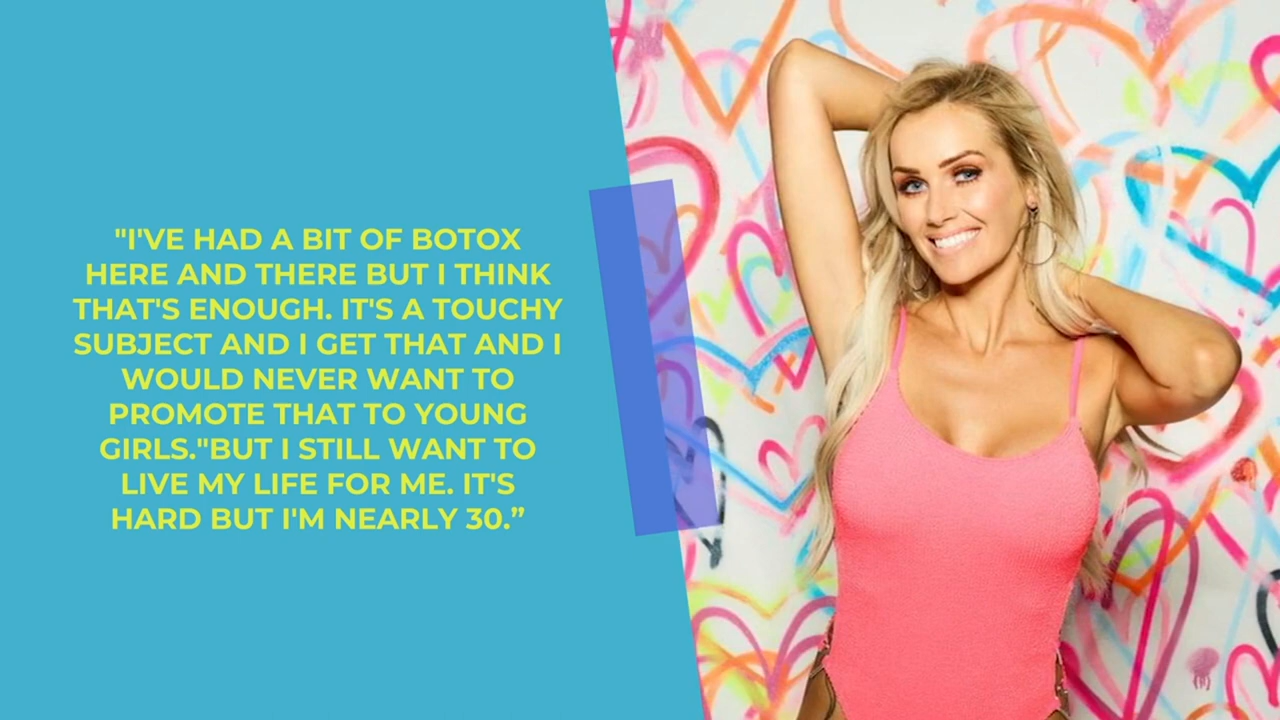 "I'VE HAD A BIT OF BOTOX
HERE AND THERE BUT I THINK
THAT'S ENOUGH. IT'S A TOUCHY
SUBJECT AND I GET THAT AND I
WOULD NEVER WANT TO
PROMOTE THAT TO YOUNG
GIRLS."BUT I STILL WANT TO
LIVE MY LIFE FOR ME. IT'S
HARD BUT I'M NEARLY 30.”